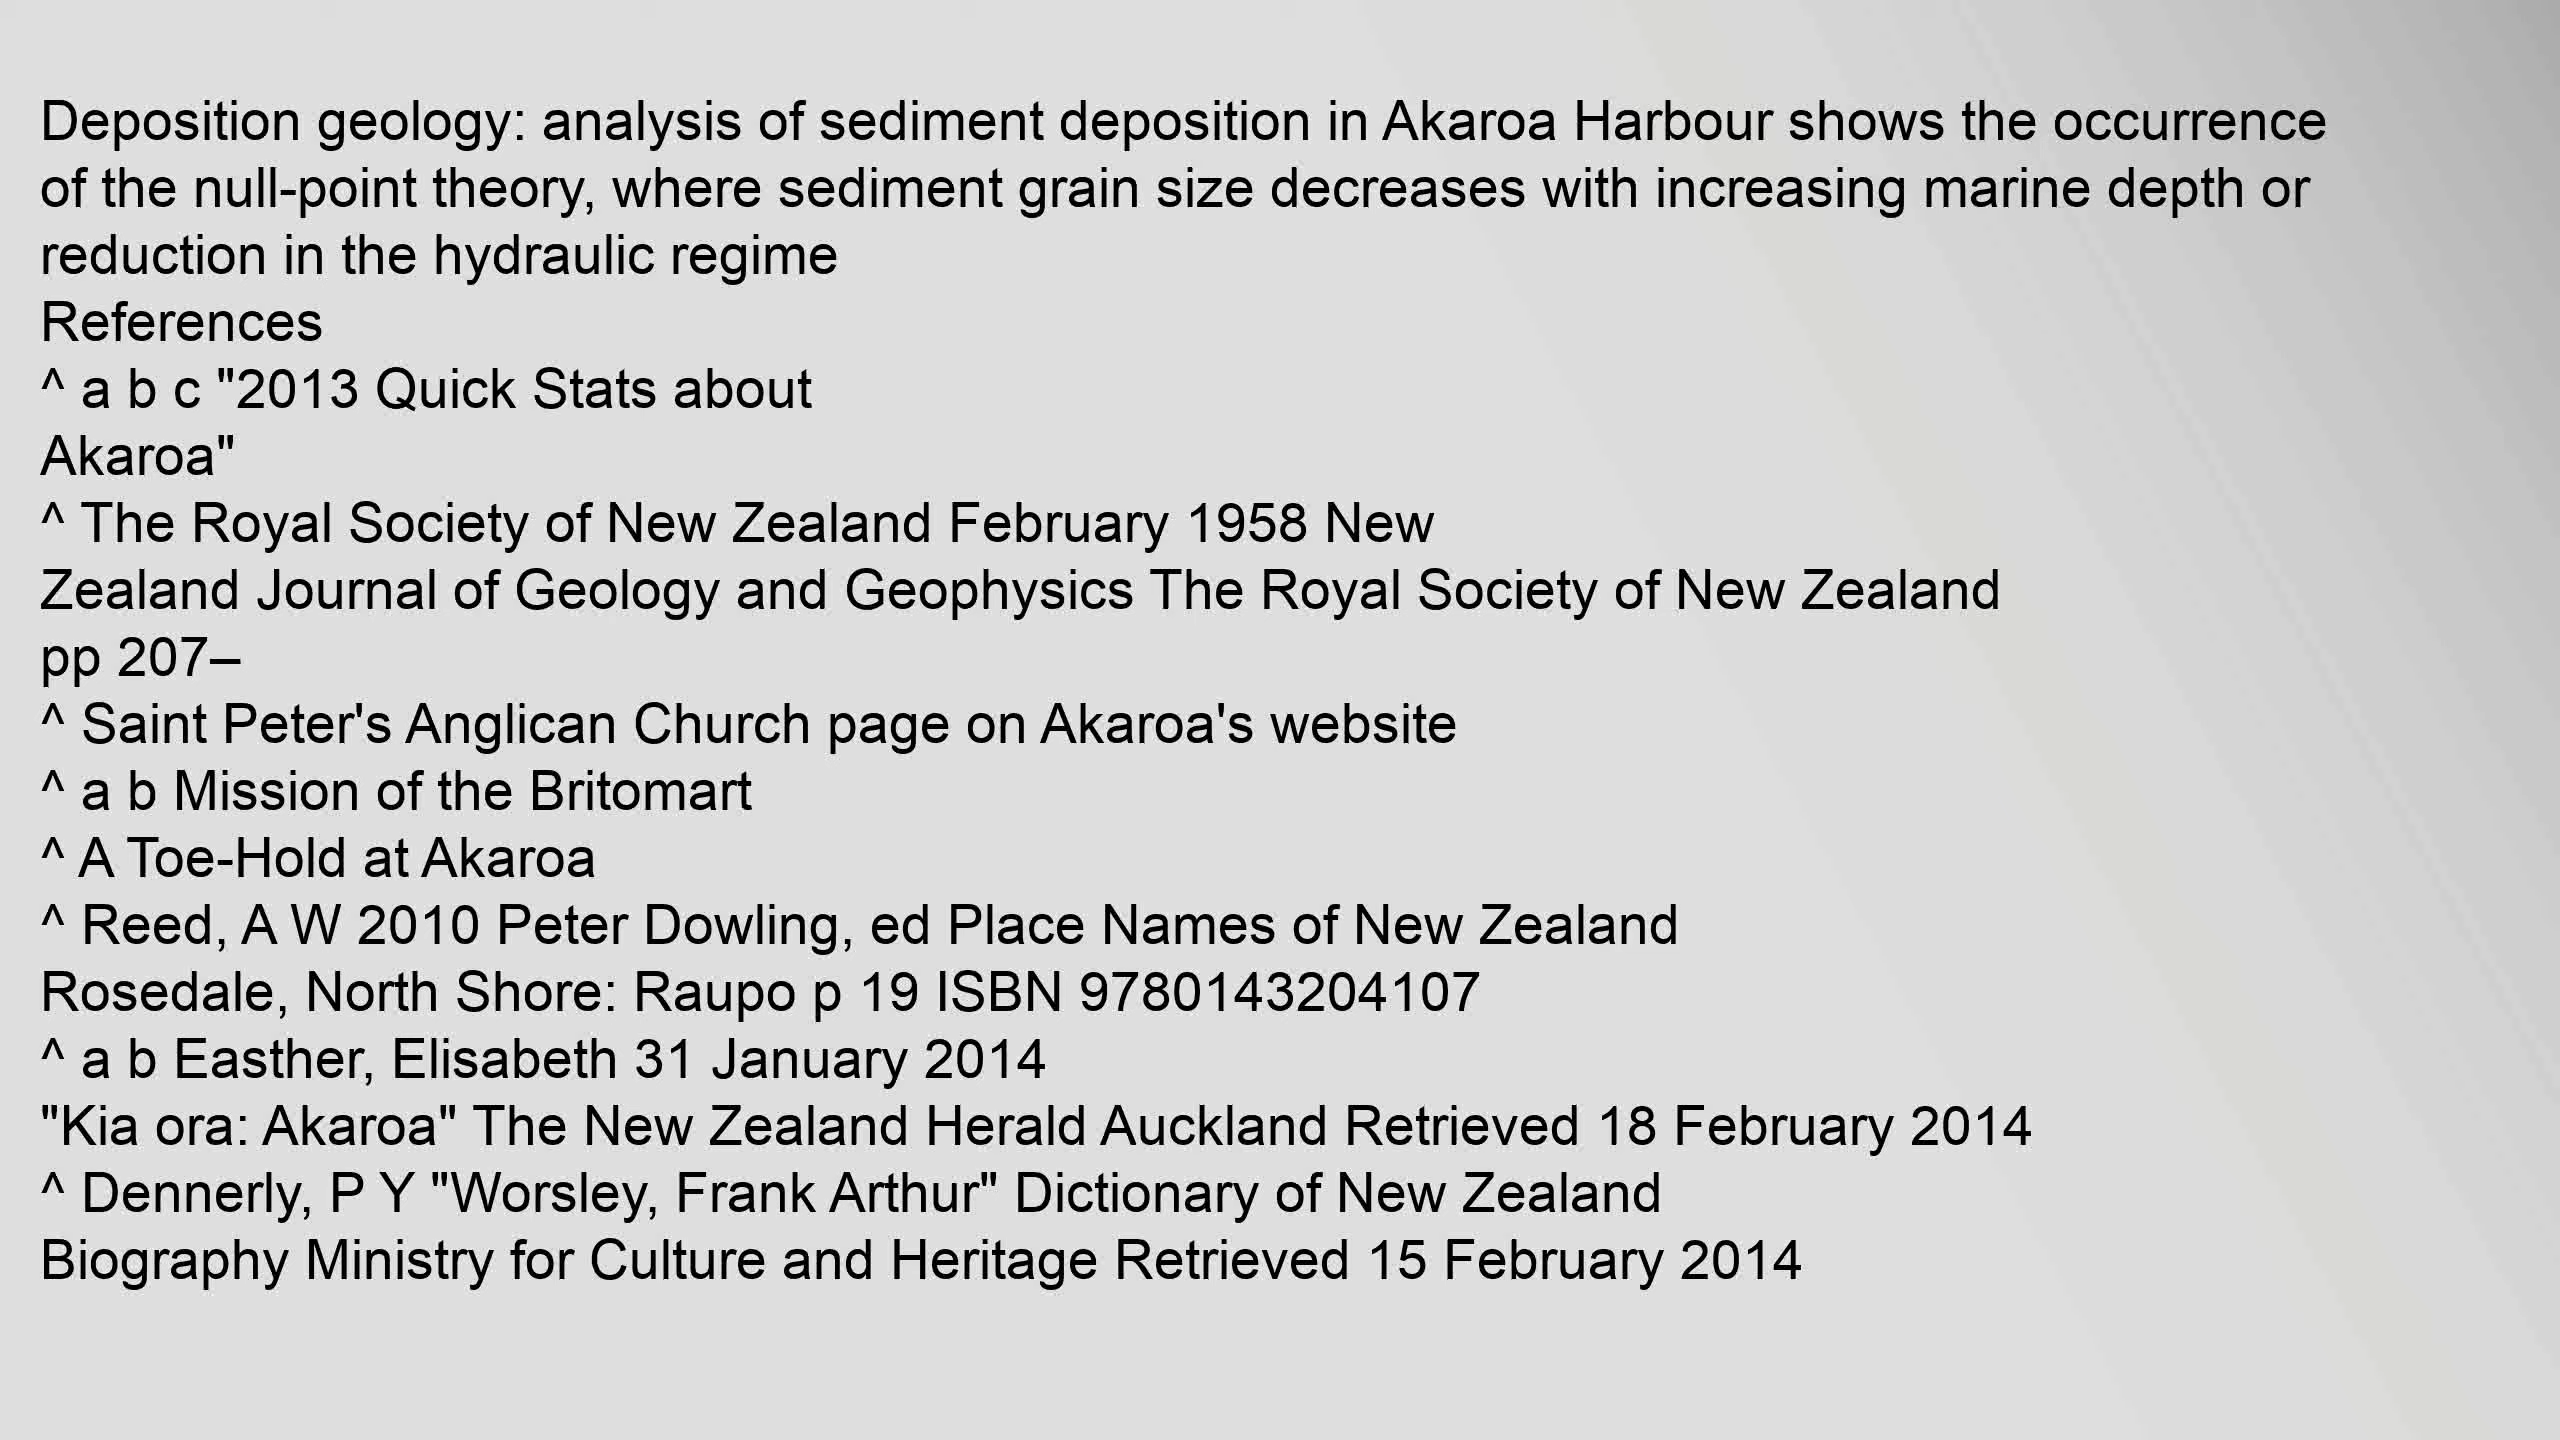 Deposition geology: analysis of sediment deposition in Akaroa Harbour shows the occurrence
of the null-point theory, where sediment grain size decreases with increasing marine depth or
reduction in the hydraulic regime
References
^ a b c "2013 Quick Stats about
Akaroa"
^ The Royal Society of New Zealand February 1958 New
Zealand Journal of Geology and Geophysics The Royal Society of New Zealand
pp 207–
^ Saint Peter's Anglican Church page on Akaroa's website
^ a b Mission of the Britomart
^ A Toe-Hold at Akaroa
^ Reed, A W 2010 Peter Dowling, ed Place Names of New Zealand
Rosedale, North Shore: Raupo p 19 ISBN 9780143204107
^ a b Easther, Elisabeth 31 January 2014
"Kia ora: Akaroa" The New Zealand Herald Auckland Retrieved 18 February 2014
^ Dennerly, P Y "Worsley, Frank Arthur" Dictionary of New Zealand
Biography Ministry for Culture and Heritage Retrieved 15 February 2014